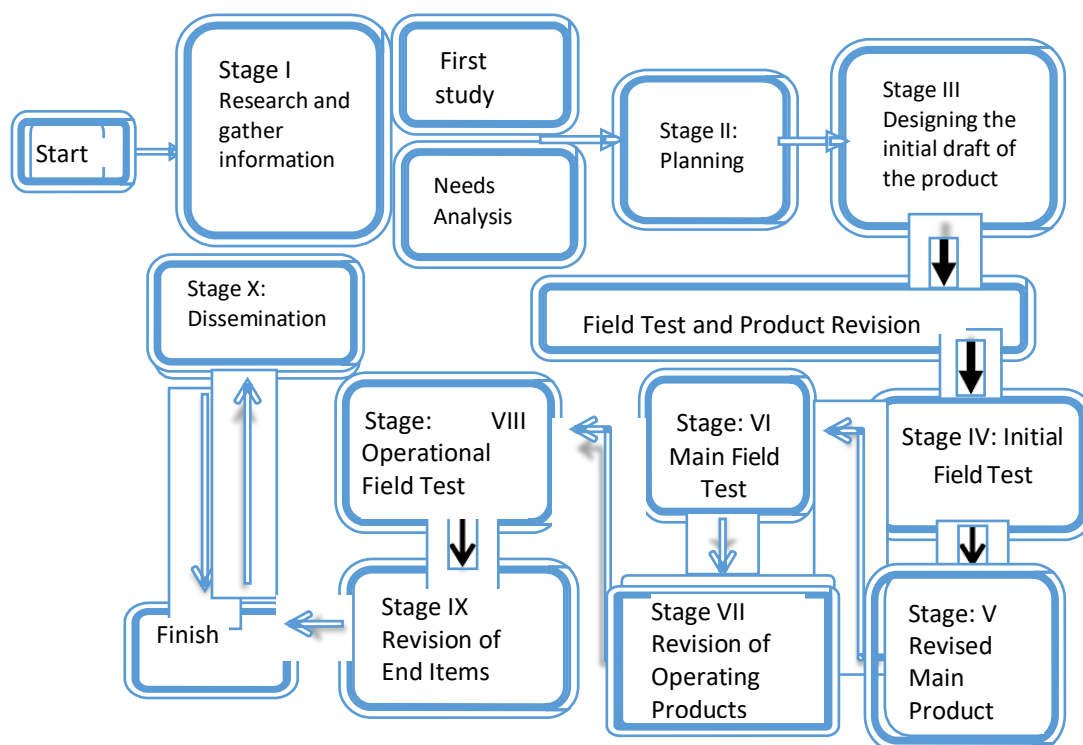 Start
Stage I
Research and
gather
information
First
study
Needs
Analysis
Stage II:
Planning
Stage III
Designing the
initial draft of
the product
Field Test and Product Revision
Stage IV: Initial
Field Test
Stage: V
Revised
Main
Product
Stage: VI
Main Field
Test
Stage VII
Revision of
Operating
Products
Stage: VIII
Operational
Field Test
Stage IX
Revision of
End Items
Finish
Stage X:
Dissemination